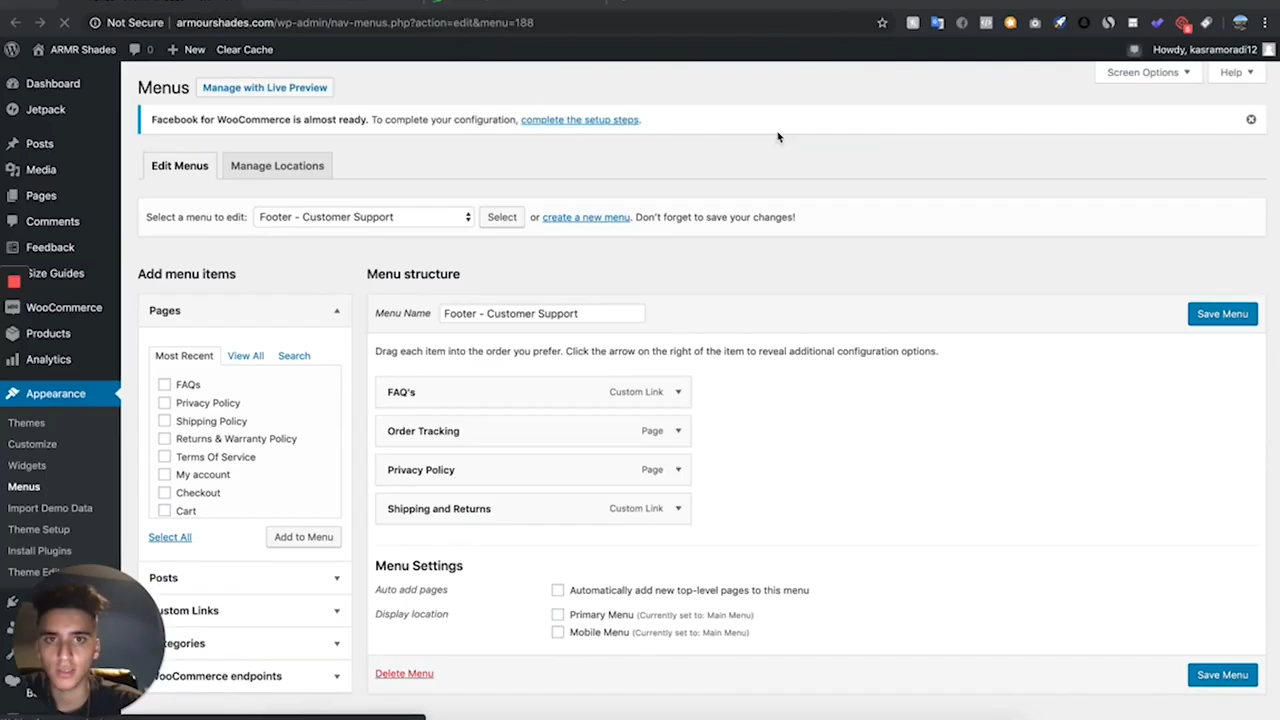 Not Secure armourshades.com/wp-admin/nav-menus.php?action=edit&menu=188
ARMR Shades 0 New Clear Cache Howdy, kasramoradi12
Dashboard
Jetpack
Posts
Media
Pages
Comments
Feedback
Size Guides
WooCommerce
Products
Analytics
Appearance
Themes
Customize
Widgets
Menus
Import Demo Data
Theme Setup
Install Plugins
Screen Options Help
Menus Manage with Live Preview
Facebook for WooCommerce is almost ready. To complete your configuration, complete the setup steps.
Edit Menus Manage Locations
Select a menu to edit: Footer - Customer Support Select or create a new menu. Don't forget to save your changes!
Add menu items
Pages
Most Recent View All Search
FAQs
Privacy Policy
Shipping Policy
Returns & Warranty Policy
Terms Of Service
My account
Checkout
Cart
Select All Add to Menu
Posts
Custom Links
Categories
WooCommerce endpoints
Menu structure
Menu Name Footer - Customer Support Save Menu
Drag each item into the order you prefer. Click the arrow on the right of the item to reveal additional configuration options.
FAQ's Custom Link
Order Tracking Page
Privacy Policy Page
Shipping and Returns Custom Link
Menu Settings
Auto add pages Automatically add new top-level pages to this menu
Display location Primary Menu (Currently set to: Main Menu)
Mobile Menu (Currently set to: Main Menu)
Delete Menu Save Menu